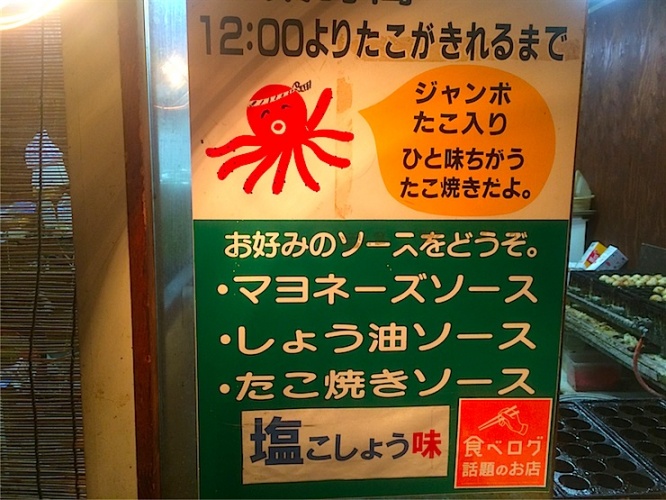 12:00よりたこがきれるまで
ジャンボ
たこ入り
ひと味ちがう
たこ焼きだよ。
お好みのソースをどうぞ。
・マヨネーズソース
・しょう油ソース
・たこ焼きソース
塩こしょう味
食べログ
話題のお店